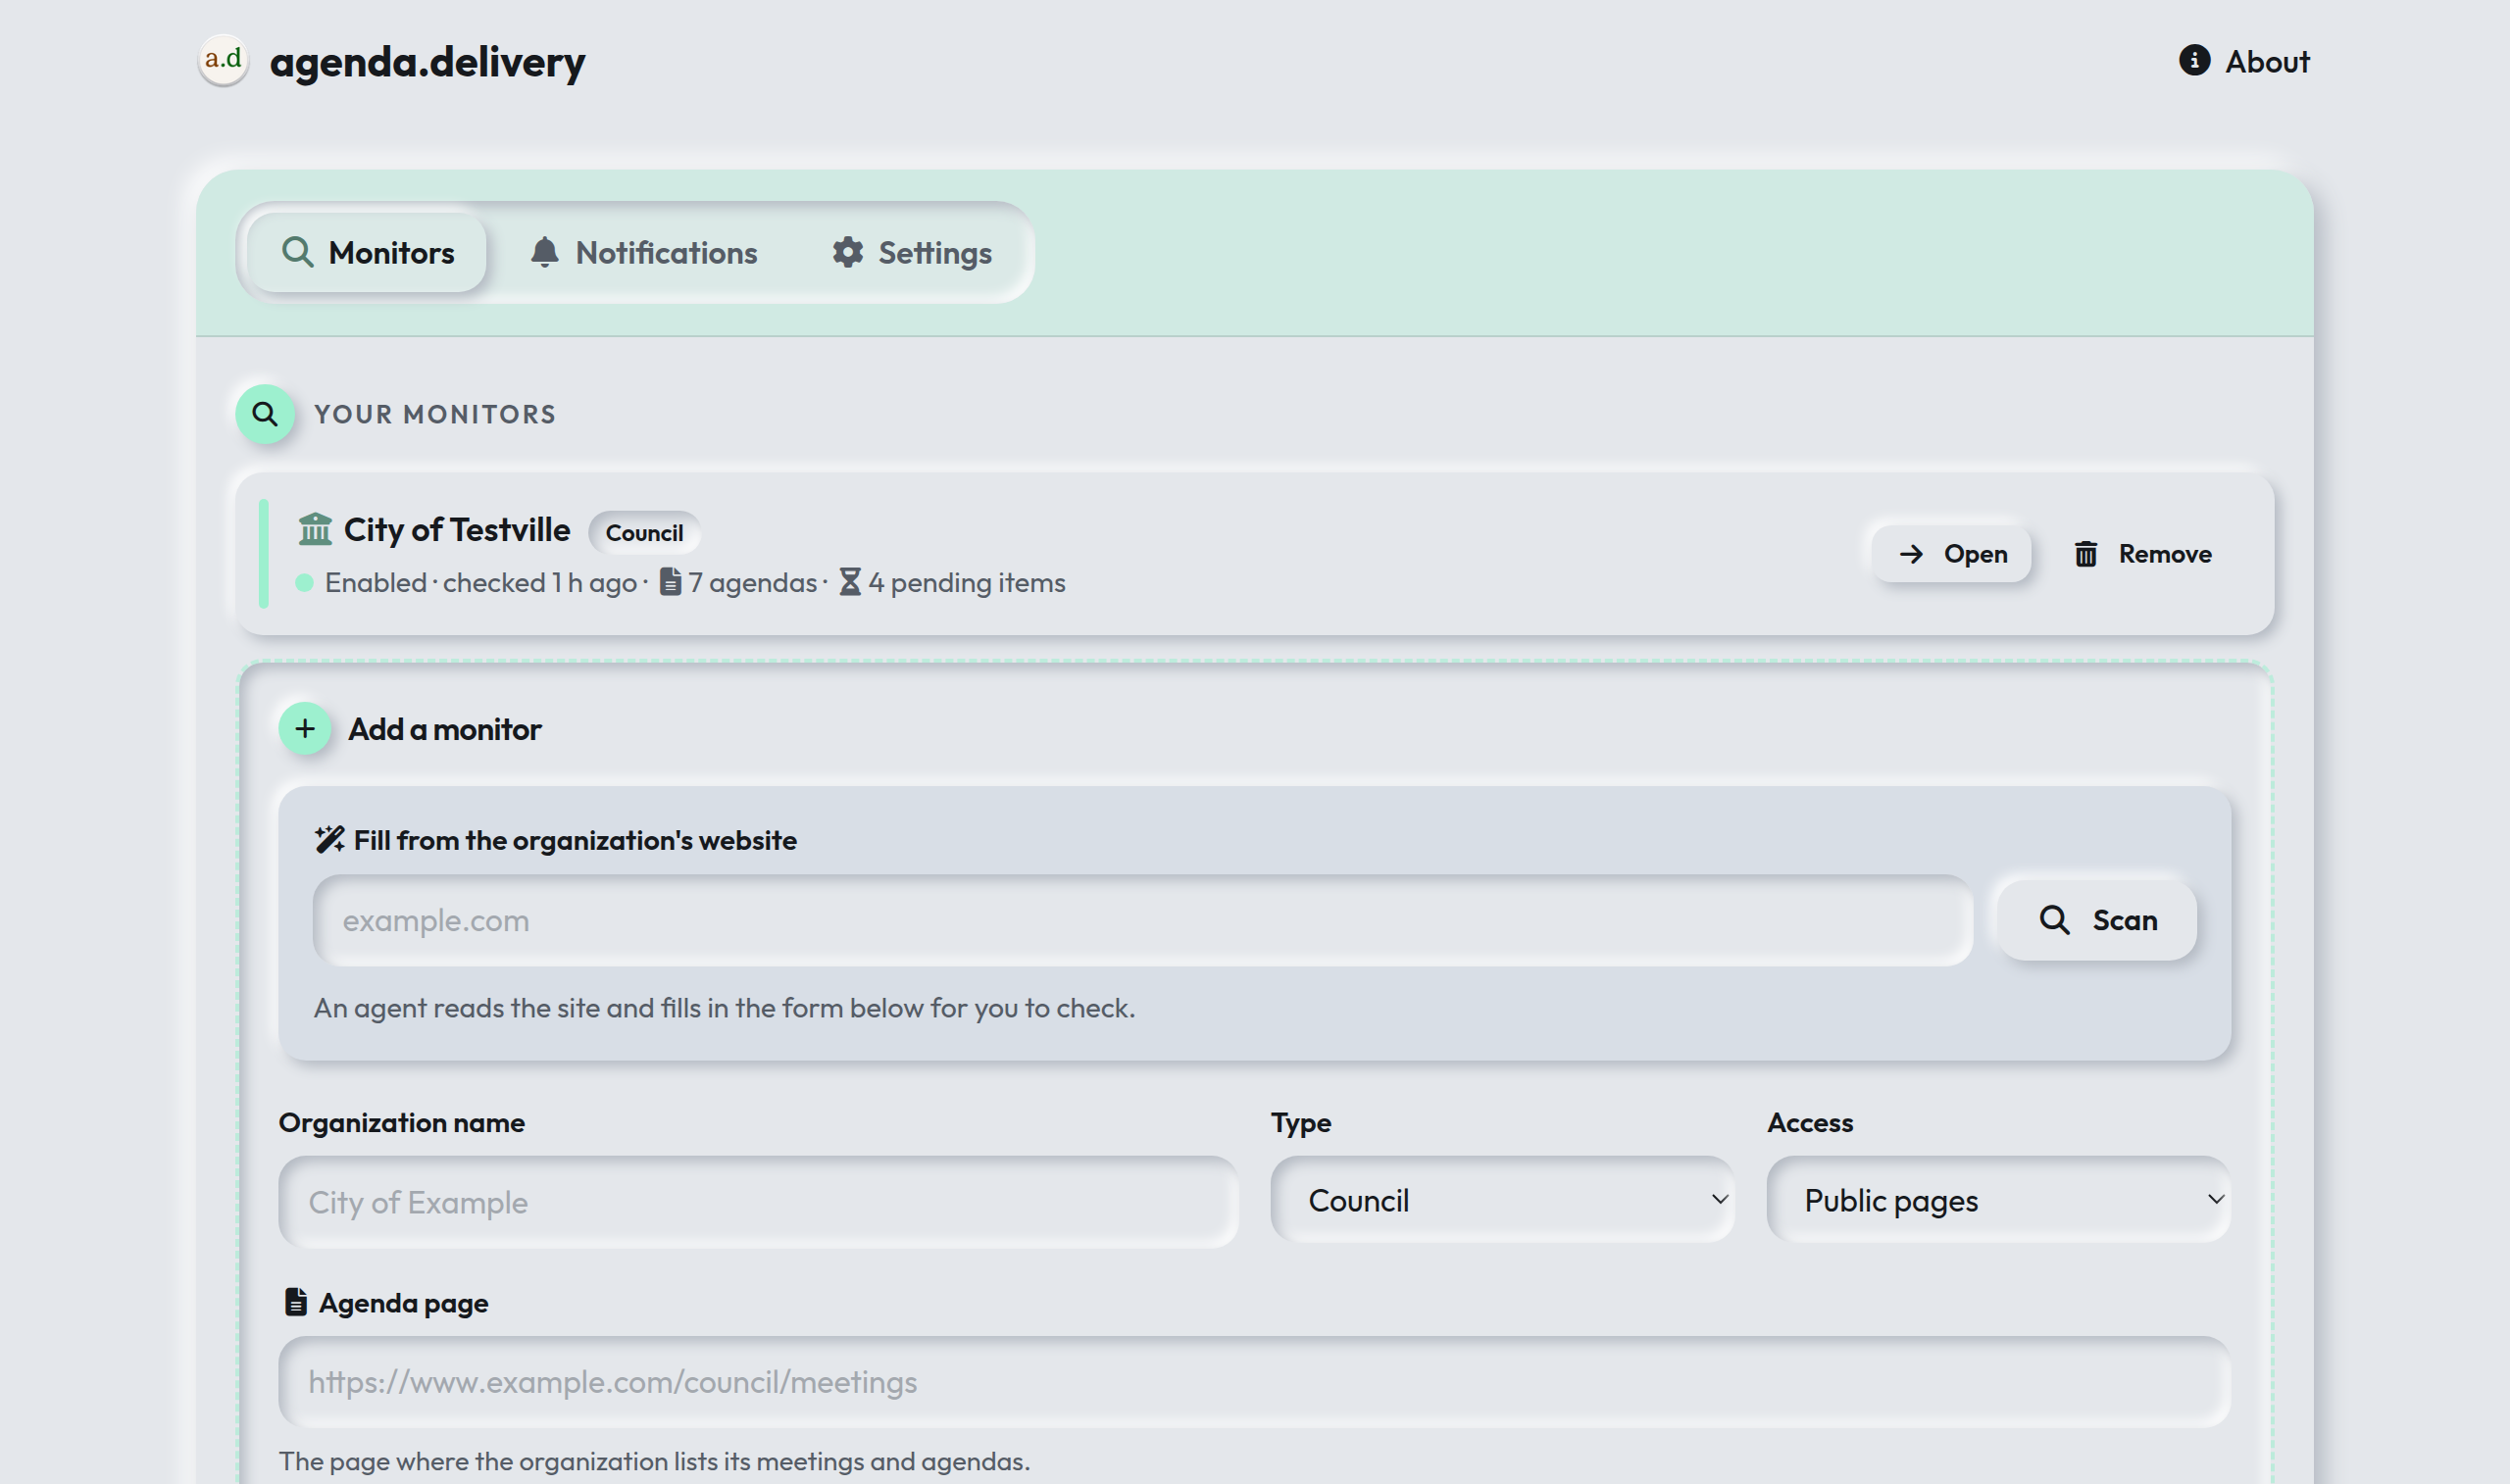 a.d agenda.delivery About
Monitors Notifications Settings
YOUR MONITORS
City of Testville Council
Enabled · checked 1 h ago · 7 agendas · 4 pending items
Open Remove
Add a monitor
Fill from the organization's website
example.com
Scan
An agent reads the site and fills in the form below for you to check.
Organization name Type Access
City of Example Council Public pages
Agenda page
https://www.example.com/council/meetings
The page where the organization lists its meetings and agendas.